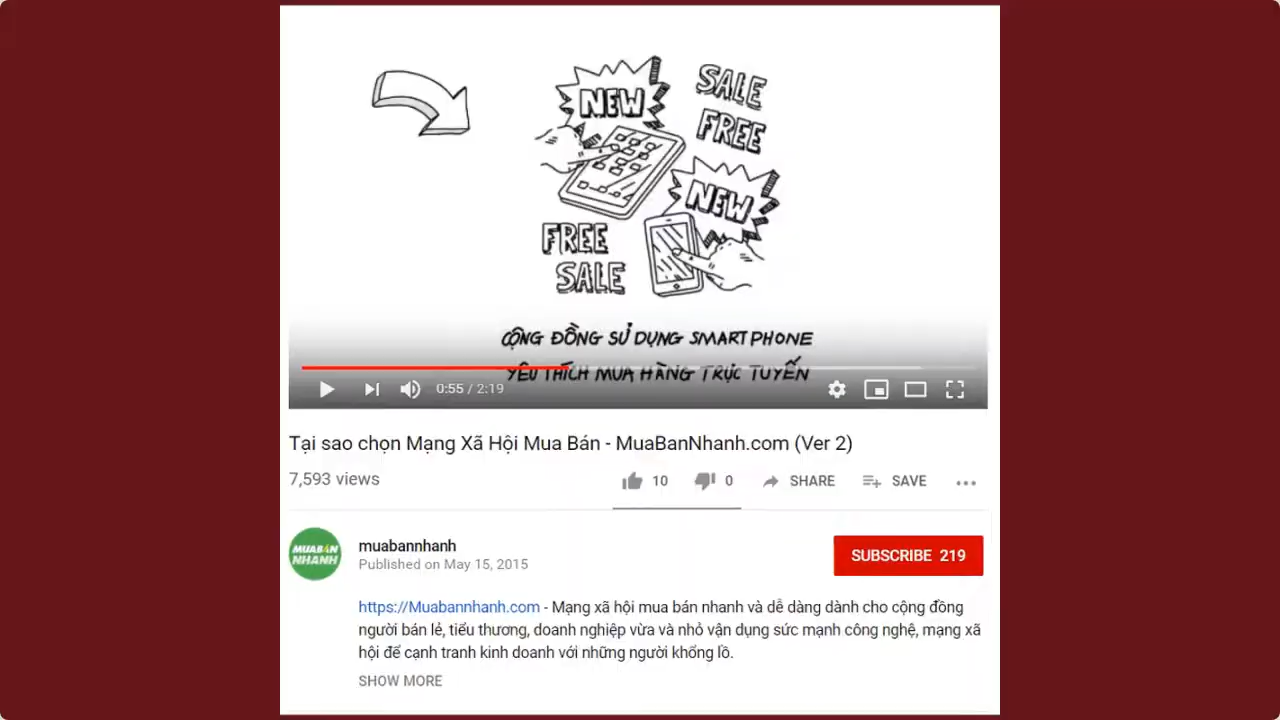 NEW
SALE
FREE
NEW
FREE
SALE
CỘNG ĐỒNG SỬ DỤNG SMARTPHONE
YÊU THÍCH MUA HÀNG TRỰC TUYẾN
0:55 / 2:19
Tại sao chọn Mạng Xã Hội Mua Bán - MuaBanNhanh.com (Ver 2)
7,593 views
10
0
SHARE
SAVE
MUABÁN
NHANH
muabannhanh
Published on May 15, 2015
SUBSCRIBE 219
https://Muabannhanh.com - Mạng xã hội mua bán nhanh và dễ dàng dành cho cộng đồng
người bán lẻ, tiểu thương, doanh nghiệp vừa và nhỏ vận dụng sức mạnh công nghệ, mạng xã
hội để cạnh tranh kinh doanh với những người khổng lồ.
SHOW MORE